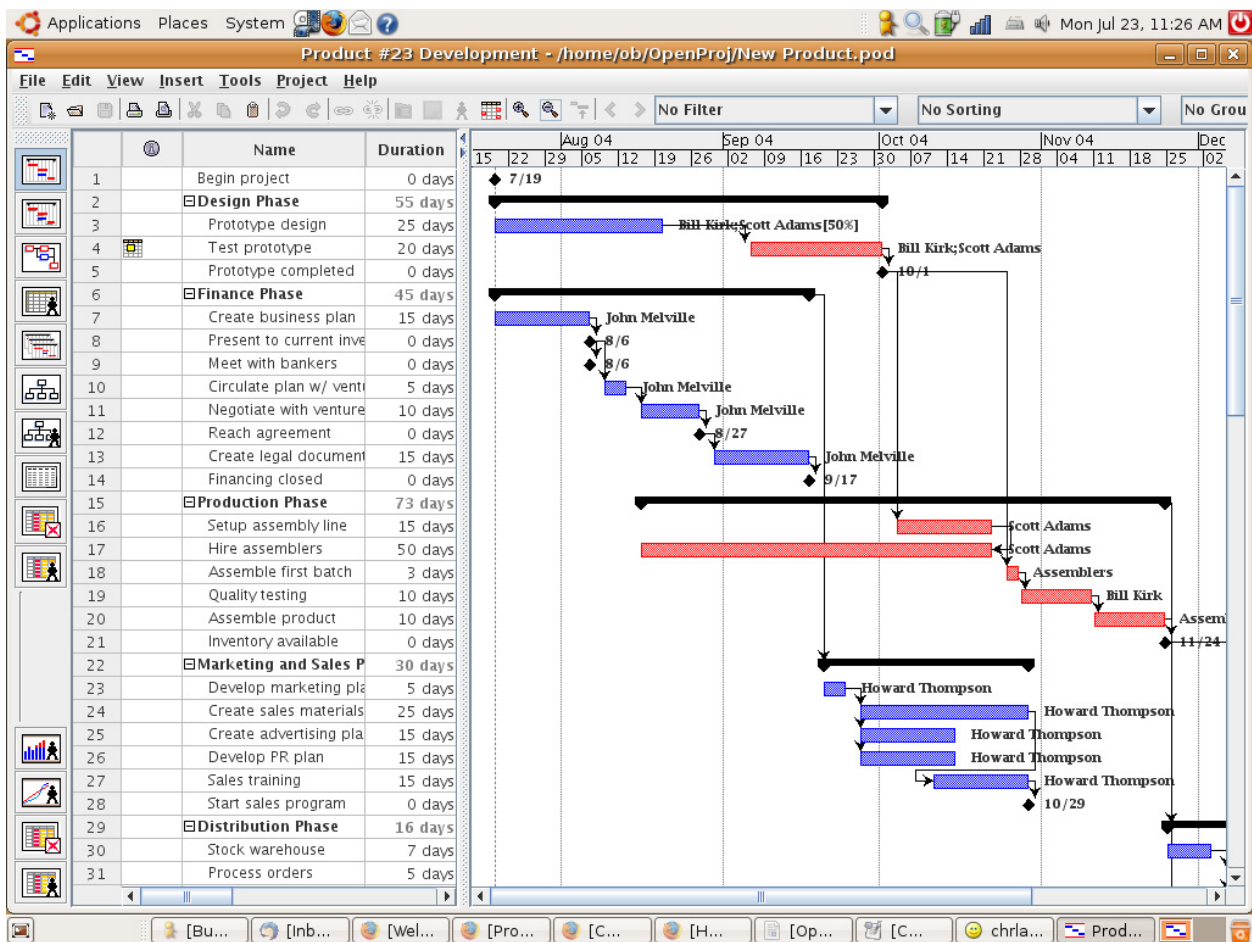 Applications Places System Mon Jul 23, 11:26 AM
Product #23 Development - /home/ob/OpenProj/New Product.pod
File Edit View Insert Tools Project Help
No Filter No Sorting No Grou
Name Duration
Aug 04 Sep 04 Oct 04 Nov 04 Dec
15 22 29 05 12 19 26 02 09 16 23 30 07 14 21 28 04 11 18 25 02
1 Begin project 0 days 7/19
2 Design Phase 55 days
3 Prototype design 25 days Bill Kirk;Scott Adams[50%]
4 Test prototype 20 days Bill Kirk;Scott Adams
5 Prototype completed 0 days 10/1
6 Finance Phase 45 days
7 Create business plan 15 days John Melville
8 Present to current inve 0 days 8/6
9 Meet with bankers 0 days 8/6
10 Circulate plan w/ vent 5 days John Melville
11 Negotiate with venture 10 days John Melville
12 Reach agreement 0 days 8/27
13 Create legal document 15 days John Melville
14 Financing closed 0 days 9/17
15 Production Phase 73 days
16 Setup assembly line 15 days Scott Adams
17 Hire assemblers 50 days Scott Adams
18 Assemble first batch 3 days Assemblers
19 Quality testing 10 days Bill Kirk
20 Assemble product 10 days Assem
21 Inventory available 0 days 11/24
22 Marketing and Sales P 30 days
23 Develop marketing pla 5 days Howard Thompson
24 Create sales materials 25 days Howard Thompson
25 Create advertising pla 15 days Howard Thompson
26 Develop PR plan 15 days Howard Thompson
27 Sales training 15 days Howard Thompson
28 Start sales program 0 days 10/29
29 Distribution Phase 16 days
30 Stock warehouse 7 days
31 Process orders 5 days
[Bu... [Inb... [Wel... [Pro... [C... [H... [Op... [C... chrla... Prod...